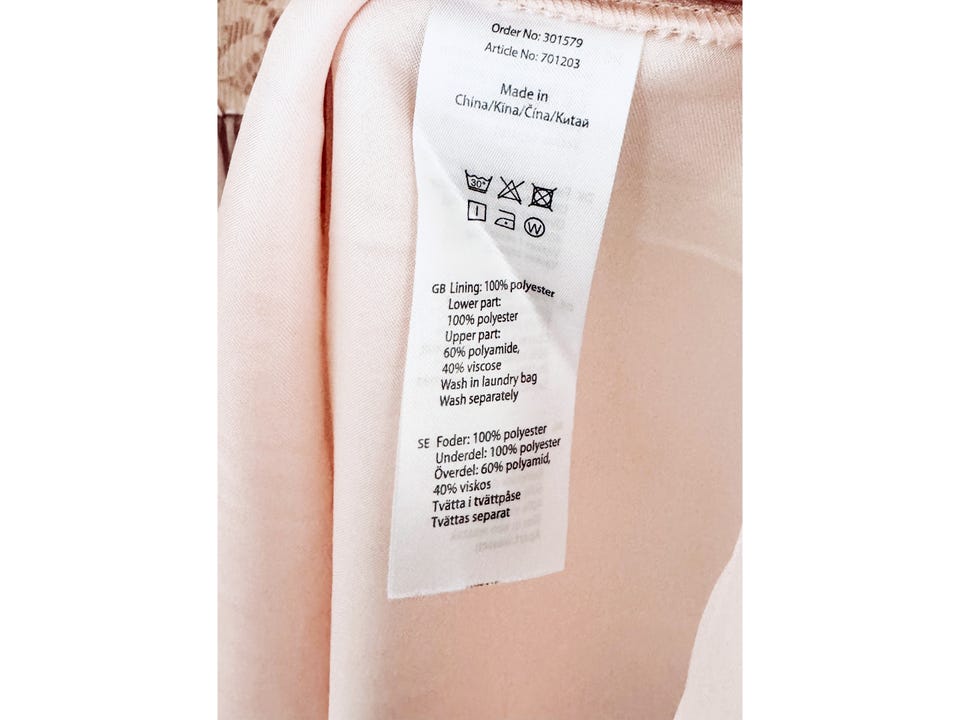 Order No: 301579
Article No: 701203
Made in
China/Kina/Čína/Китай
30°
W
GB Lining: 100% polyester
Lower part:
100% polyester
Upper part:
60% polyamide,
40% viscose
Wash in laundry bag
Wash separately
SE Foder: 100% polyester
Underdel: 100% polyester
Överdel: 60% polyamid,
40% viskos
Tvätta i tvättpåse
Tvättas separat